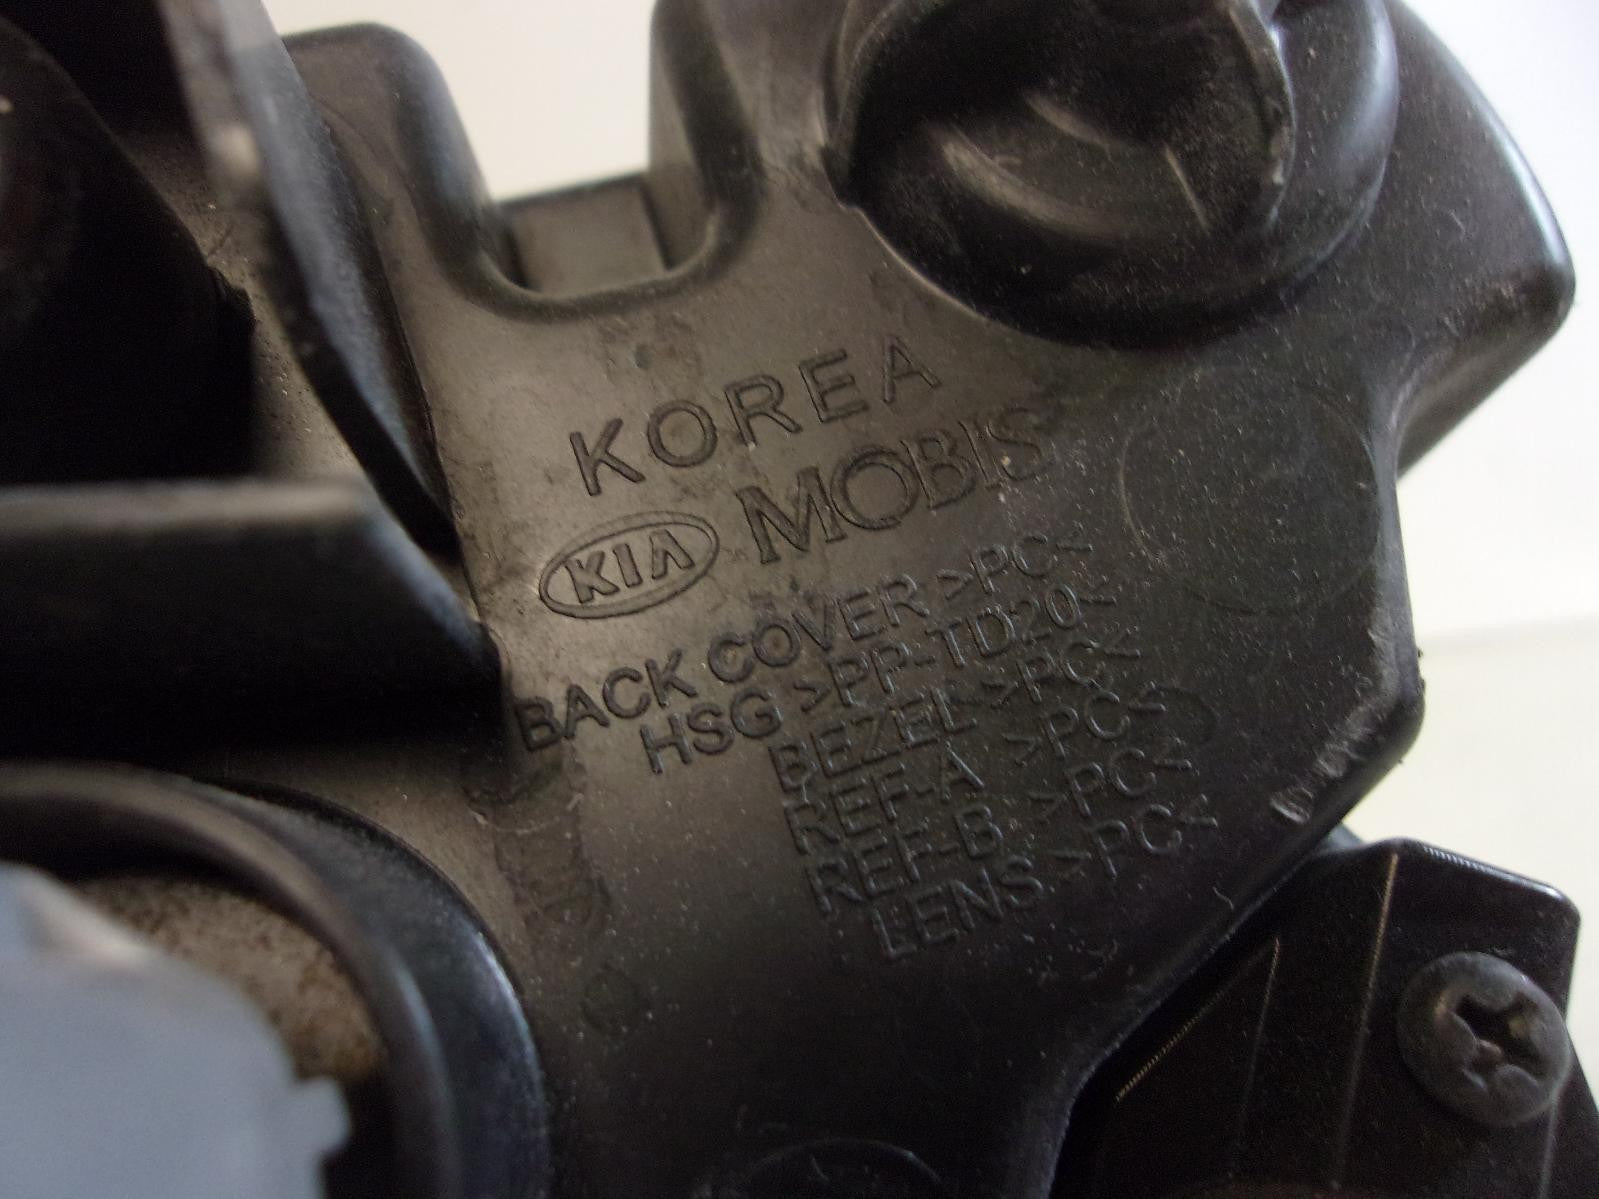 KOREA
KIA MOBIS
BACK COVER >PC<
HSG >PP-TD20<
BEZEL >PC<
REF-A >PC<
REF-B >PC<
LENS >PC<